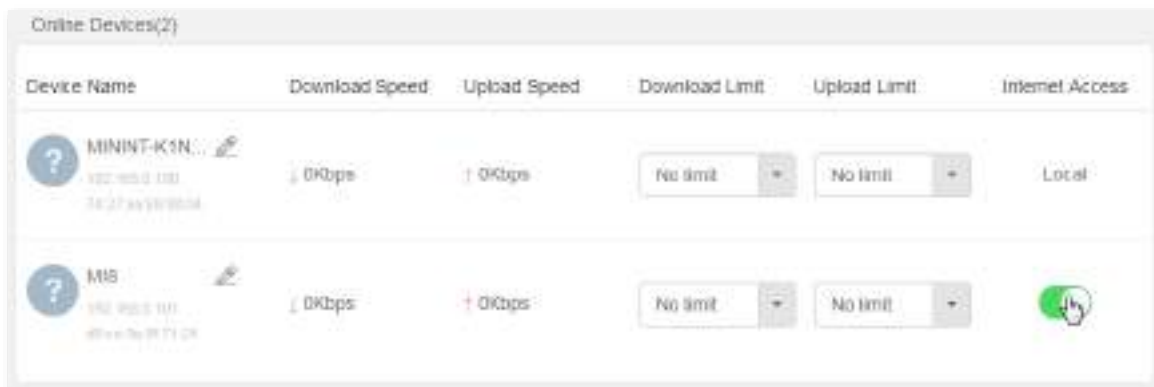 Online Devices(2)
Device Name Download Speed Upload Speed Download Limit Upload Limit Internet Access
MININT-K1N...
↓ 0Kbps ↑ 0Kbps No limit No limit Local
MI8
↓ 0Kbps ↑ 0Kbps No limit No limit